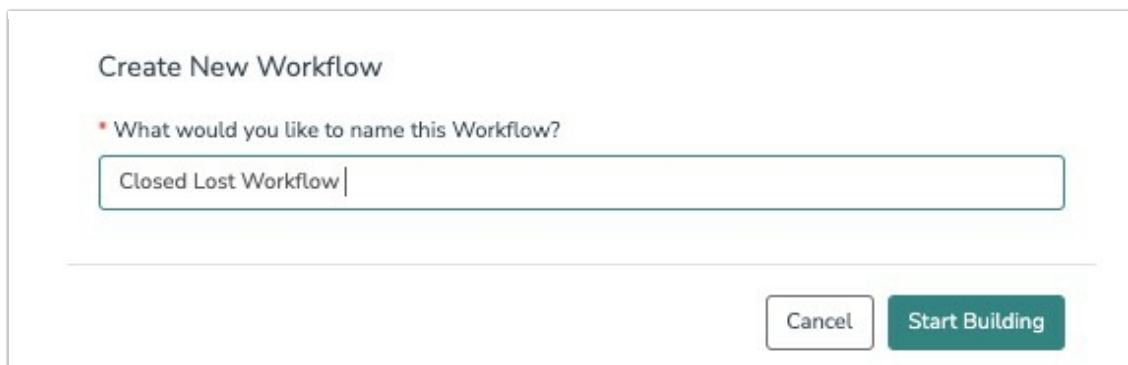 Create New Workflow
* What would you like to name this Workflow?
Closed Lost Workflow
Cancel
Start Building